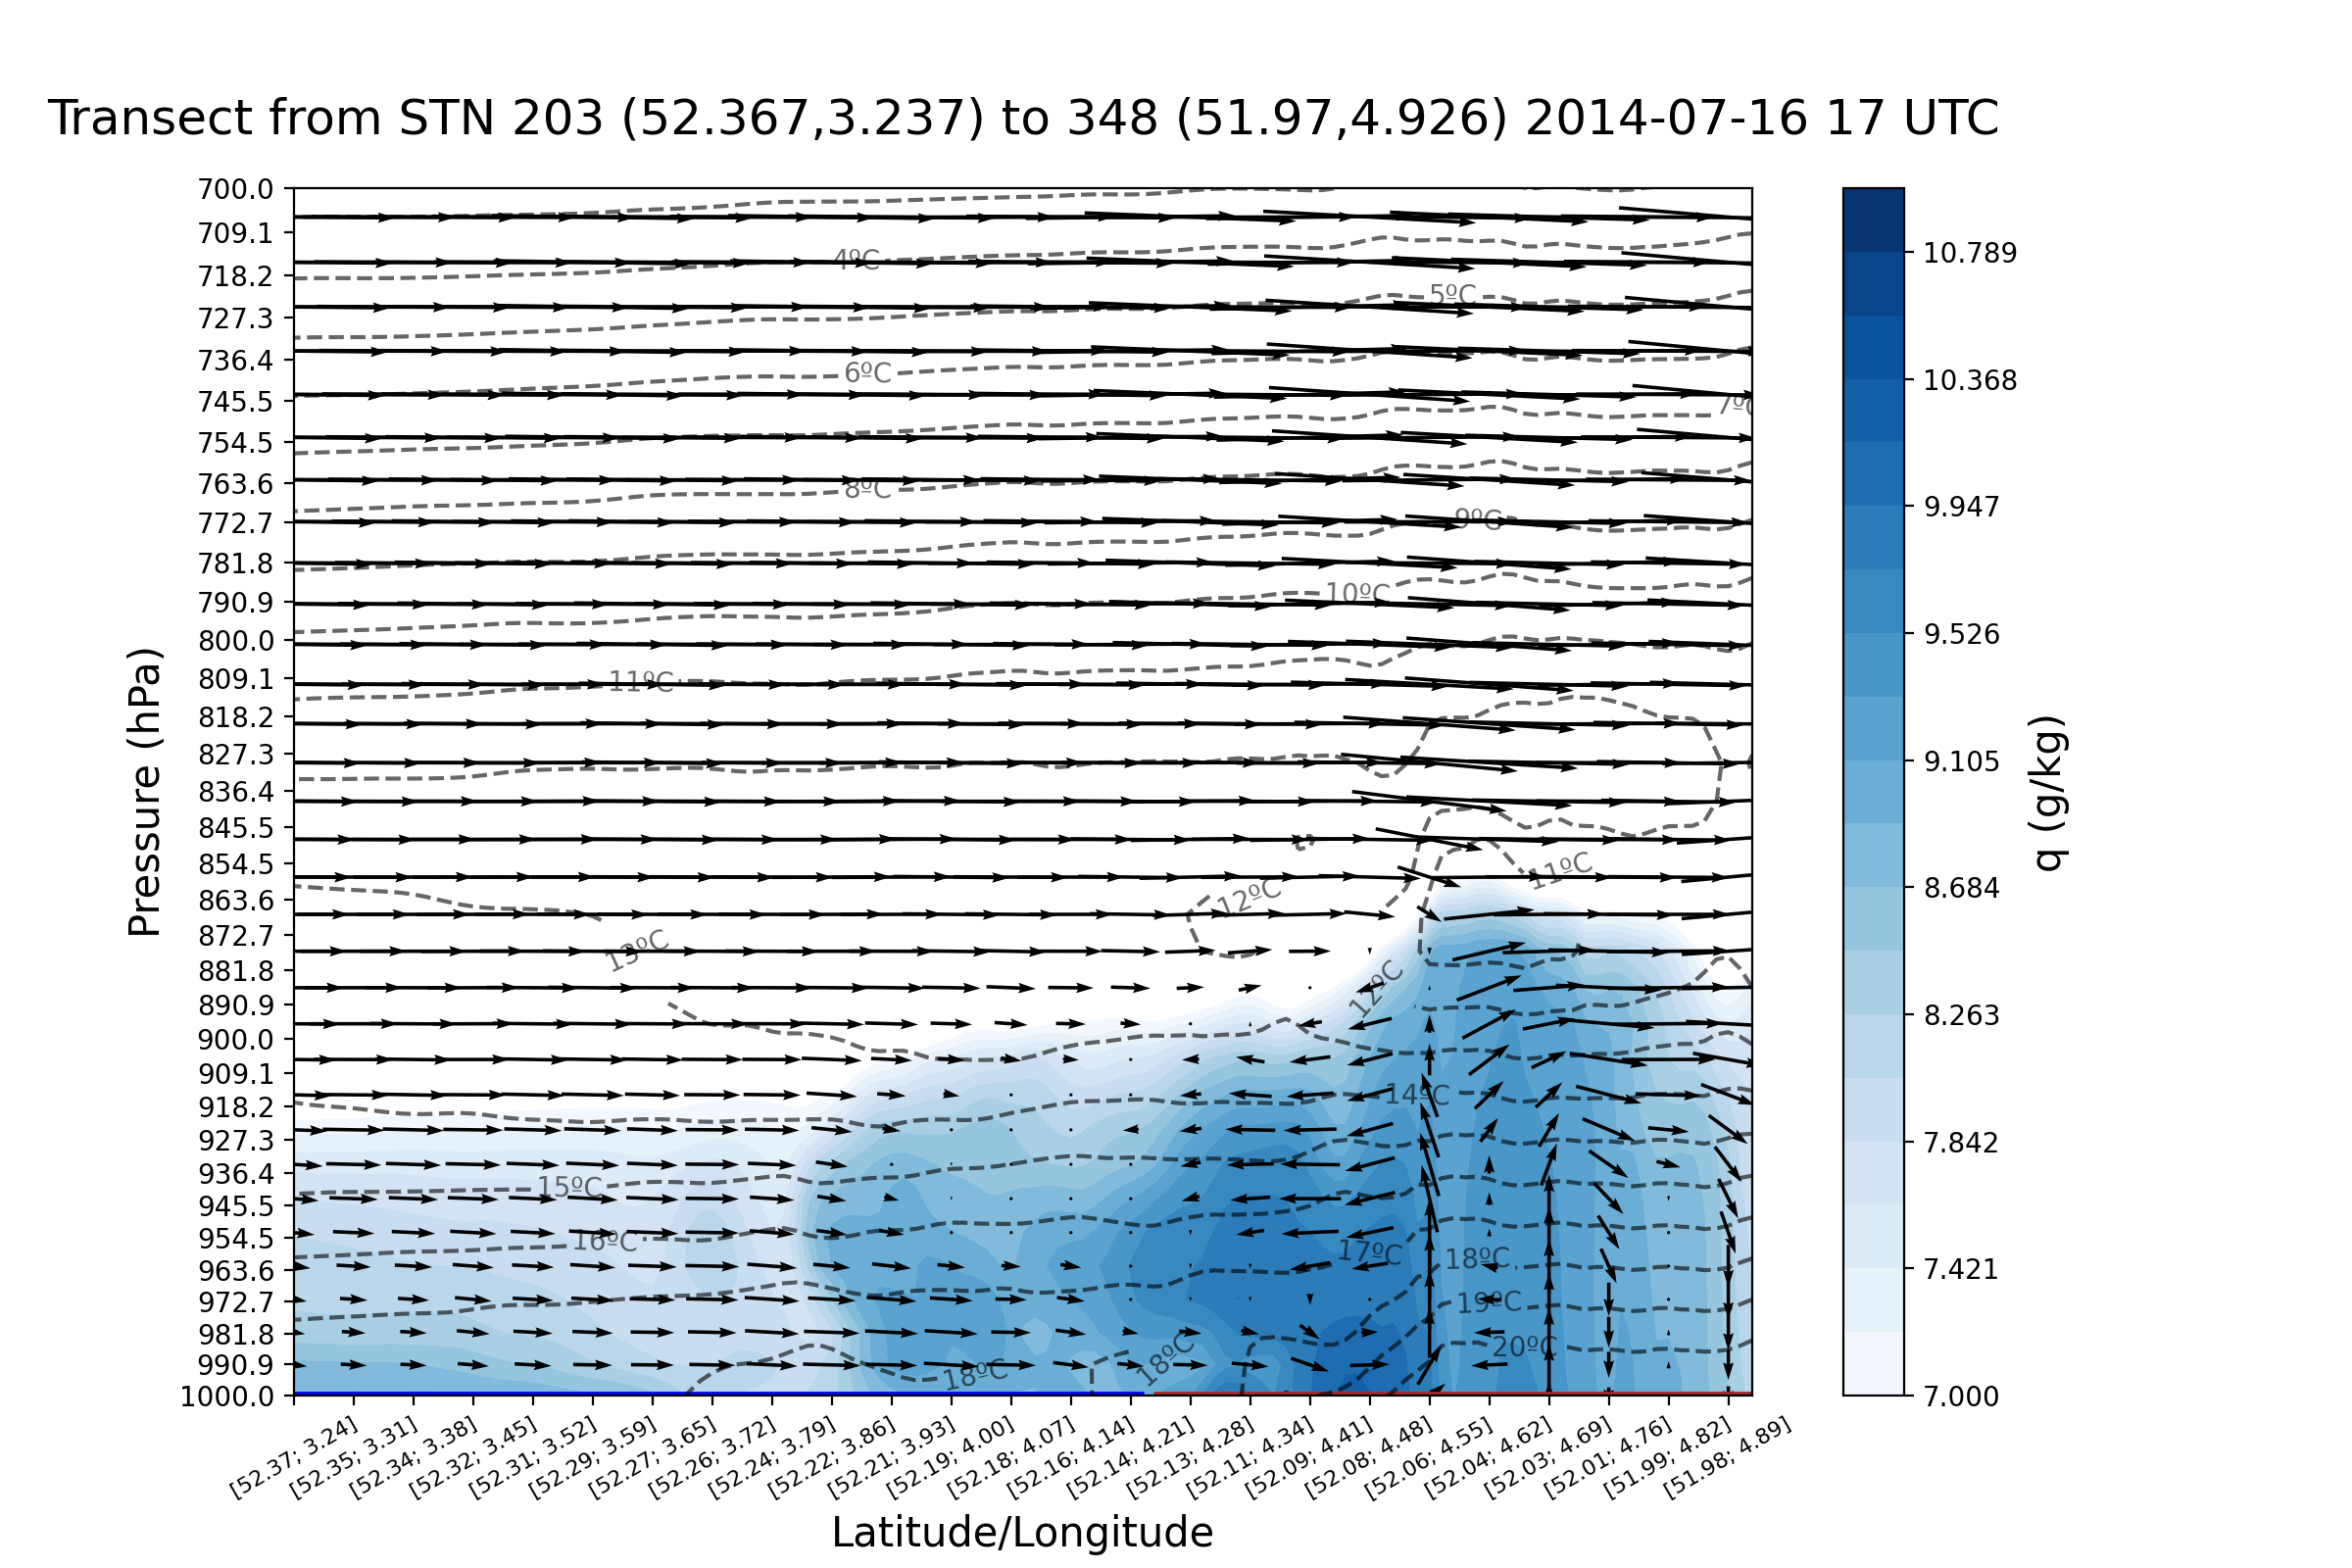 Transect from STN 203 (52.367,3.237) to 348 (51.97,4.926) 2014-07-16 17 UTC
700.0
709.1
718.2
727.3
736.4
745.5
754.5
763.6
772.7
781.8
790.9
800.0
809.1
818.2
827.3
836.4
845.5
854.5
863.6
872.7
881.8
890.9
900.0
909.1
918.2
927.3
936.4
945.5
954.5
963.6
972.7
981.8
990.9
1000.0
Pressure (hPa)
4ºC
5ºC
6ºC
7ºC
8ºC
9ºC
10ºC
11ºC
11ºC
12ºC
13ºC
12ºC
14ºC
15ºC
16ºC
17ºC
18ºC
19ºC
20ºC
18ºC
18ºC
[52.37; 3.24]
[52.35; 3.31]
[52.34; 3.38]
[52.32; 3.45]
[52.31; 3.52]
[52.29; 3.59]
[52.27; 3.65]
[52.26; 3.72]
[52.24; 3.79]
[52.22; 3.86]
[52.21; 3.93]
[52.19; 4.00]
[52.18; 4.07]
[52.16; 4.14]
[52.14; 4.21]
[52.13; 4.28]
[52.11; 4.34]
[52.09; 4.41]
[52.08; 4.48]
[52.06; 4.55]
[52.04; 4.62]
[52.03; 4.69]
[52.01; 4.76]
[51.99; 4.82]
[51.98; 4.89]
Latitude/Longitude
10.789
10.368
9.947
9.526
9.105
8.684
8.263
7.842
7.421
7.000
q (g/kg)